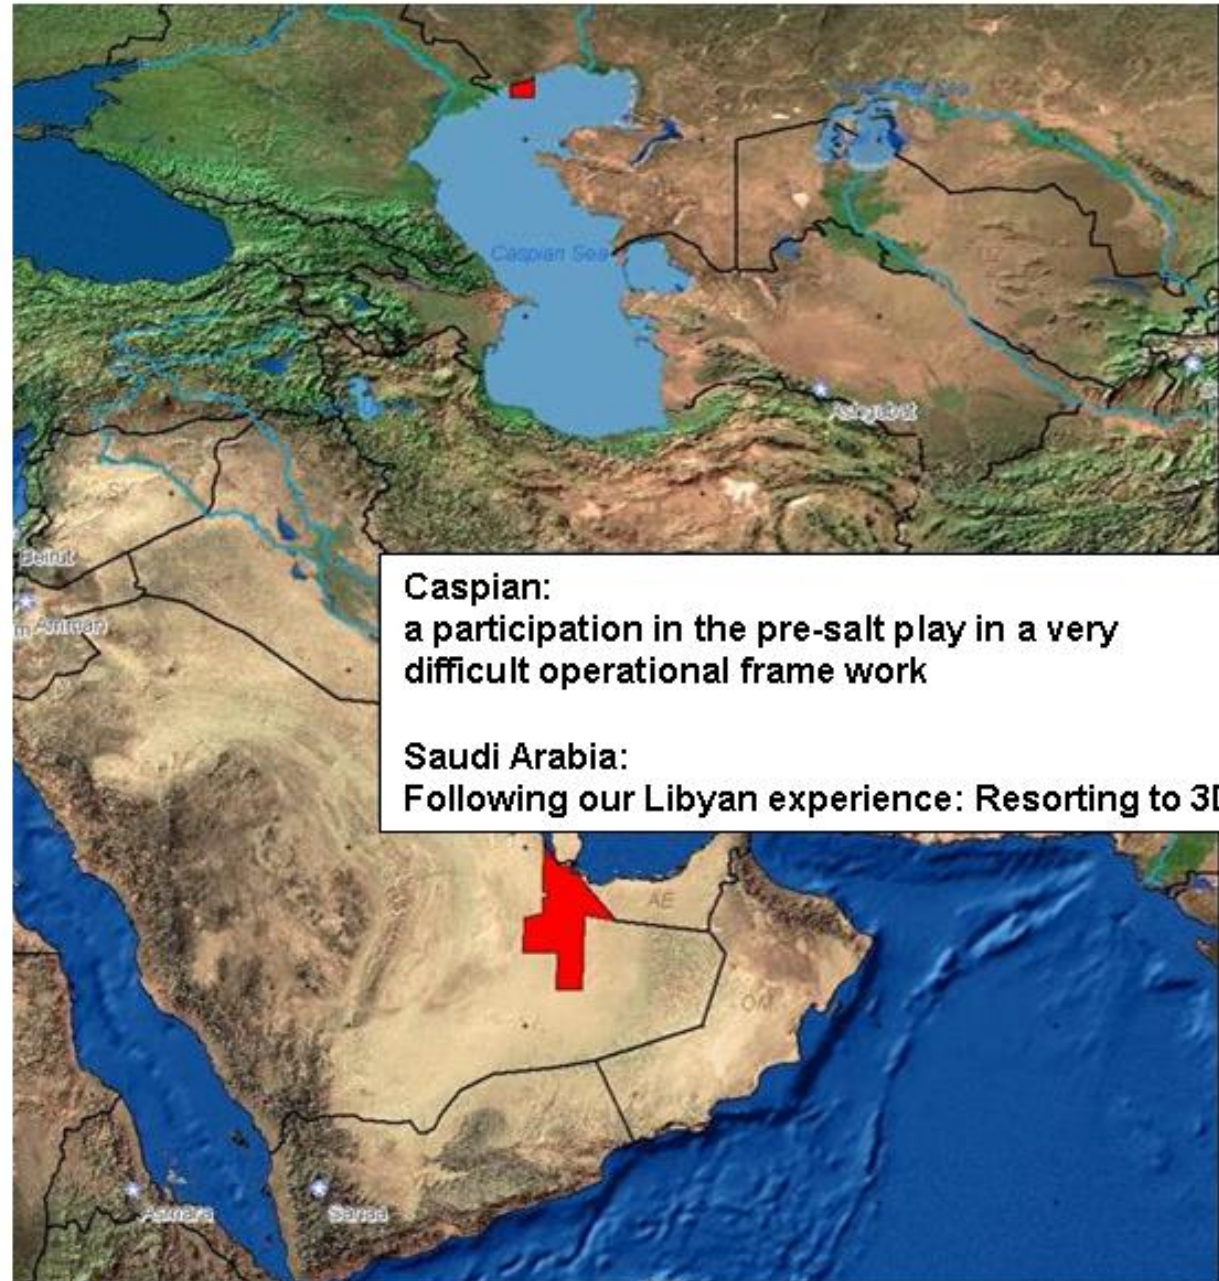 Caspian Sea
Ashgabat
SY
Beirut
Amman
Caspian:
a participation in the pre-salt play in a very
difficult operational frame work
Saudi Arabia:
Following our Libyan experience: Resorting to 3D
AE
OM
Asmara
Sanaa